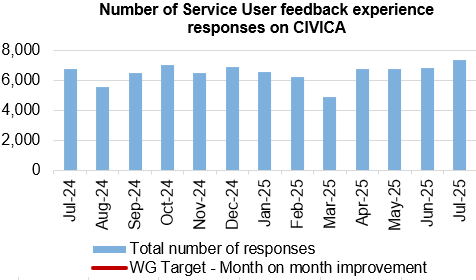 Number of Service User feedback experience
responses on CIVICA
8,000
6,000
4,000
2,000
0
Jul-24
Aug-24
Sep-24
Oct-24
Nov-24
Dec-24
Jan-25
Feb-25
Mar-25
Apr-25
May-25
Jun-25
Jul-25
Total number of responses
WG Target - Month on month improvement